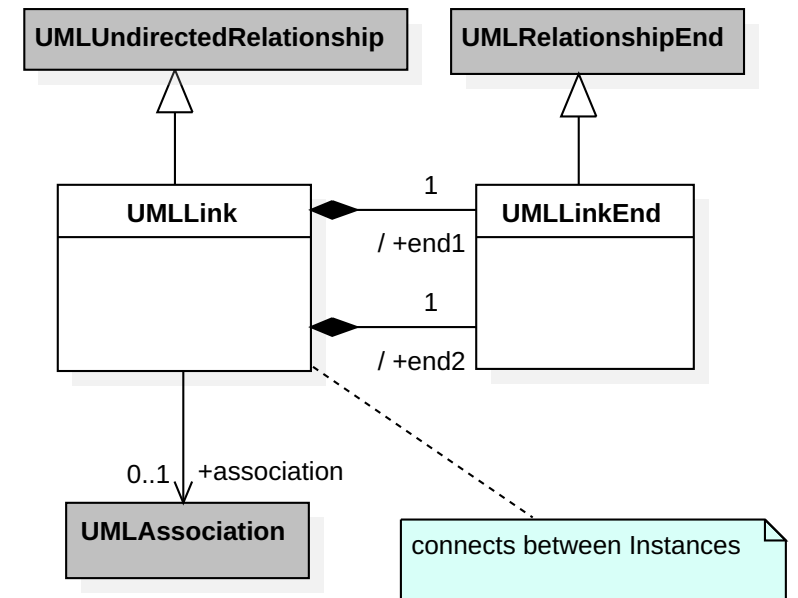 UMLUndirectedRelationship
UMLRelationshipEnd
UMLLink
1
UMLLinkEnd
/ +end1
1
/ +end2
0..1
+association
UMLAssociation
connects between Instances